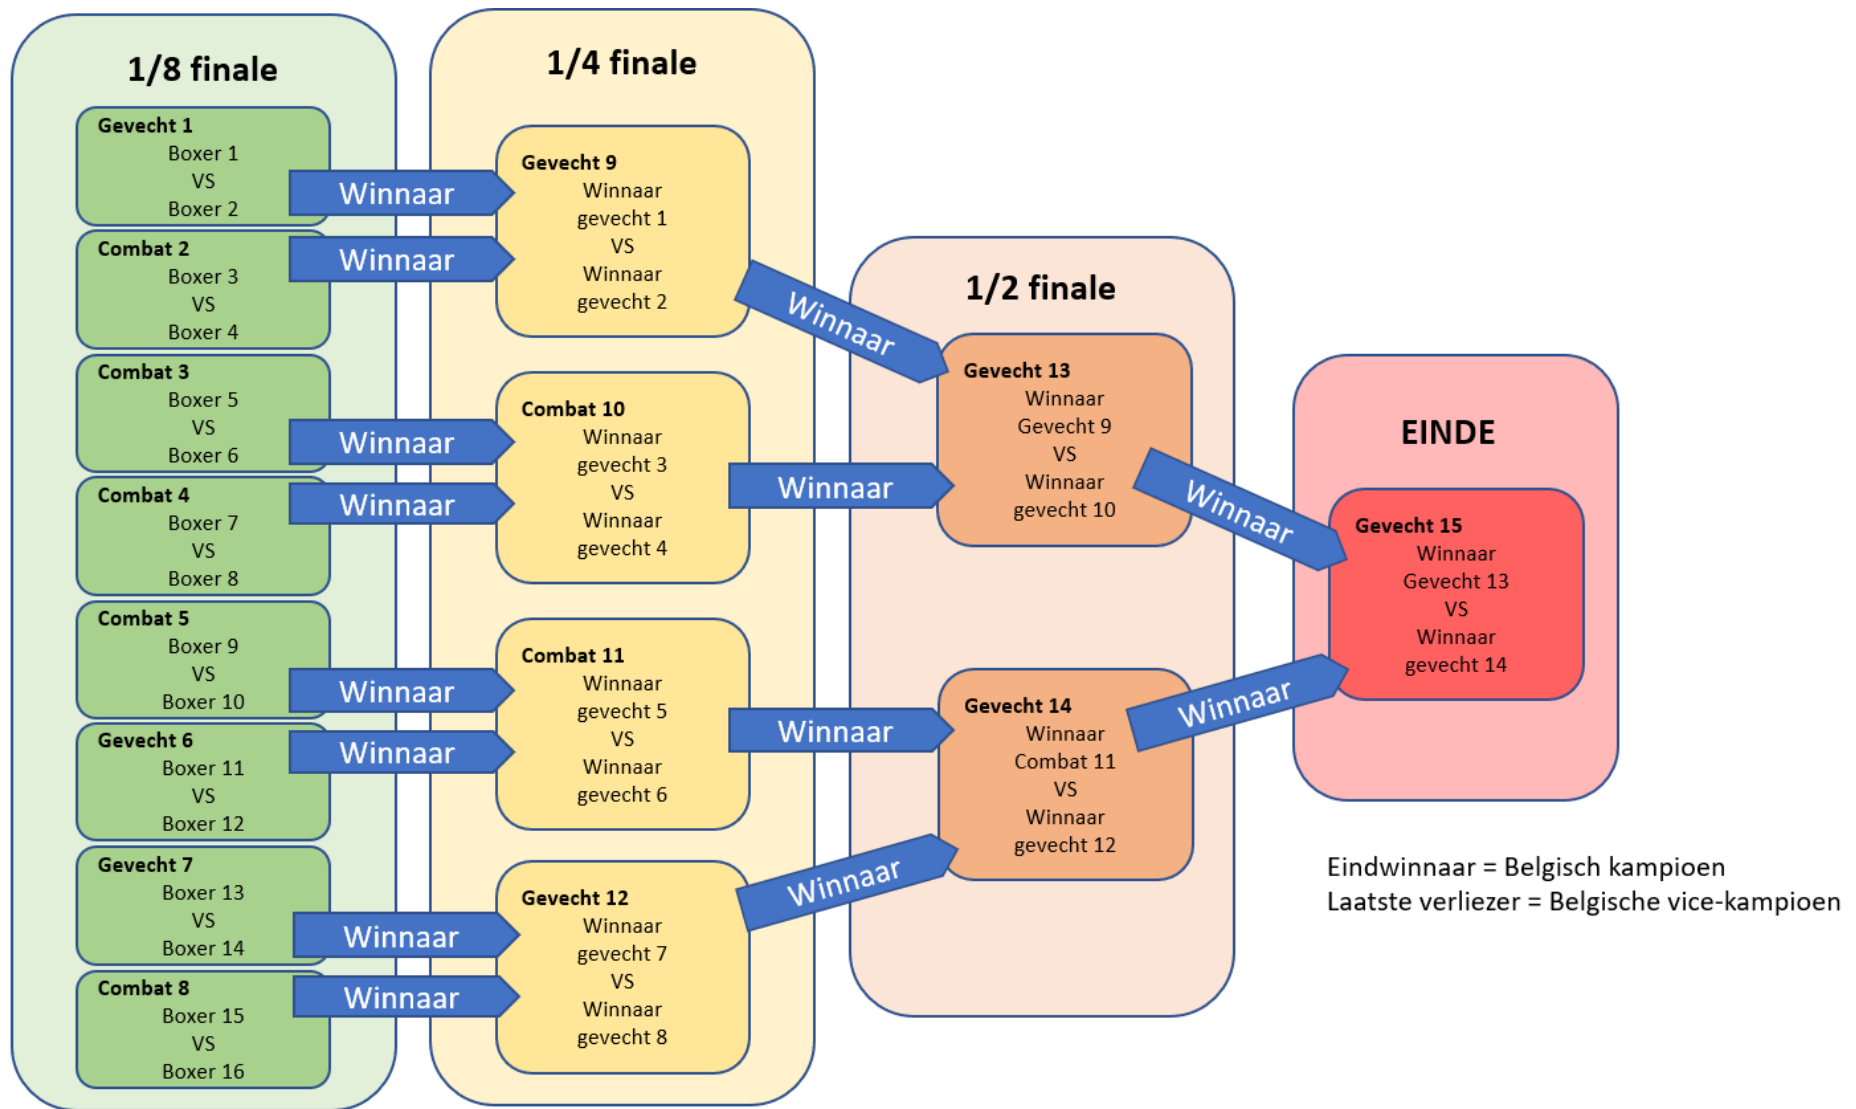 1/8 finale
Gevecht 1
Boxer 1
VS
Boxer 2
Winnaar
Combat 2
Boxer 3
VS
Boxer 4
Winnaar
Combat 3
Boxer 5
VS
Boxer 6
Winnaar
Combat 4
Boxer 7
VS
Boxer 8
Winnaar
Combat 5
Boxer 9
VS
Boxer 10
Winnaar
Gevecht 6
Boxer 11
VS
Boxer 12
Winnaar
Gevecht 7
Boxer 13
VS
Boxer 14
Winnaar
Combat 8
Boxer 15
VS
Boxer 16
Winnaar
1/4 finale
Gevecht 9
Winnaar
gevecht 1
VS
Winnaar
gevecht 2
Winnaar
Combat 10
Winnaar
gevecht 3
VS
Winnaar
gevecht 4
Winnaar
Combat 11
Winnaar
gevecht 5
VS
Winnaar
gevecht 6
Winnaar
Gevecht 12
Winnaar
gevecht 7
VS
Winnaar
gevecht 8
Winnaar
1/2 finale
Gevecht 13
Winnaar
Gevecht 9
VS
Winnaar
gevecht 10
Winnaar
Gevecht 14
Winnaar
Combat 11
VS
Winnaar
gevecht 12
Winnaar
EINDE
Gevecht 15
Winnaar
Gevecht 13
VS
Winnaar
gevecht 14
Eindwinnaar = Belgisch kampioen
Laatste verliezer = Belgische vice-kampioen